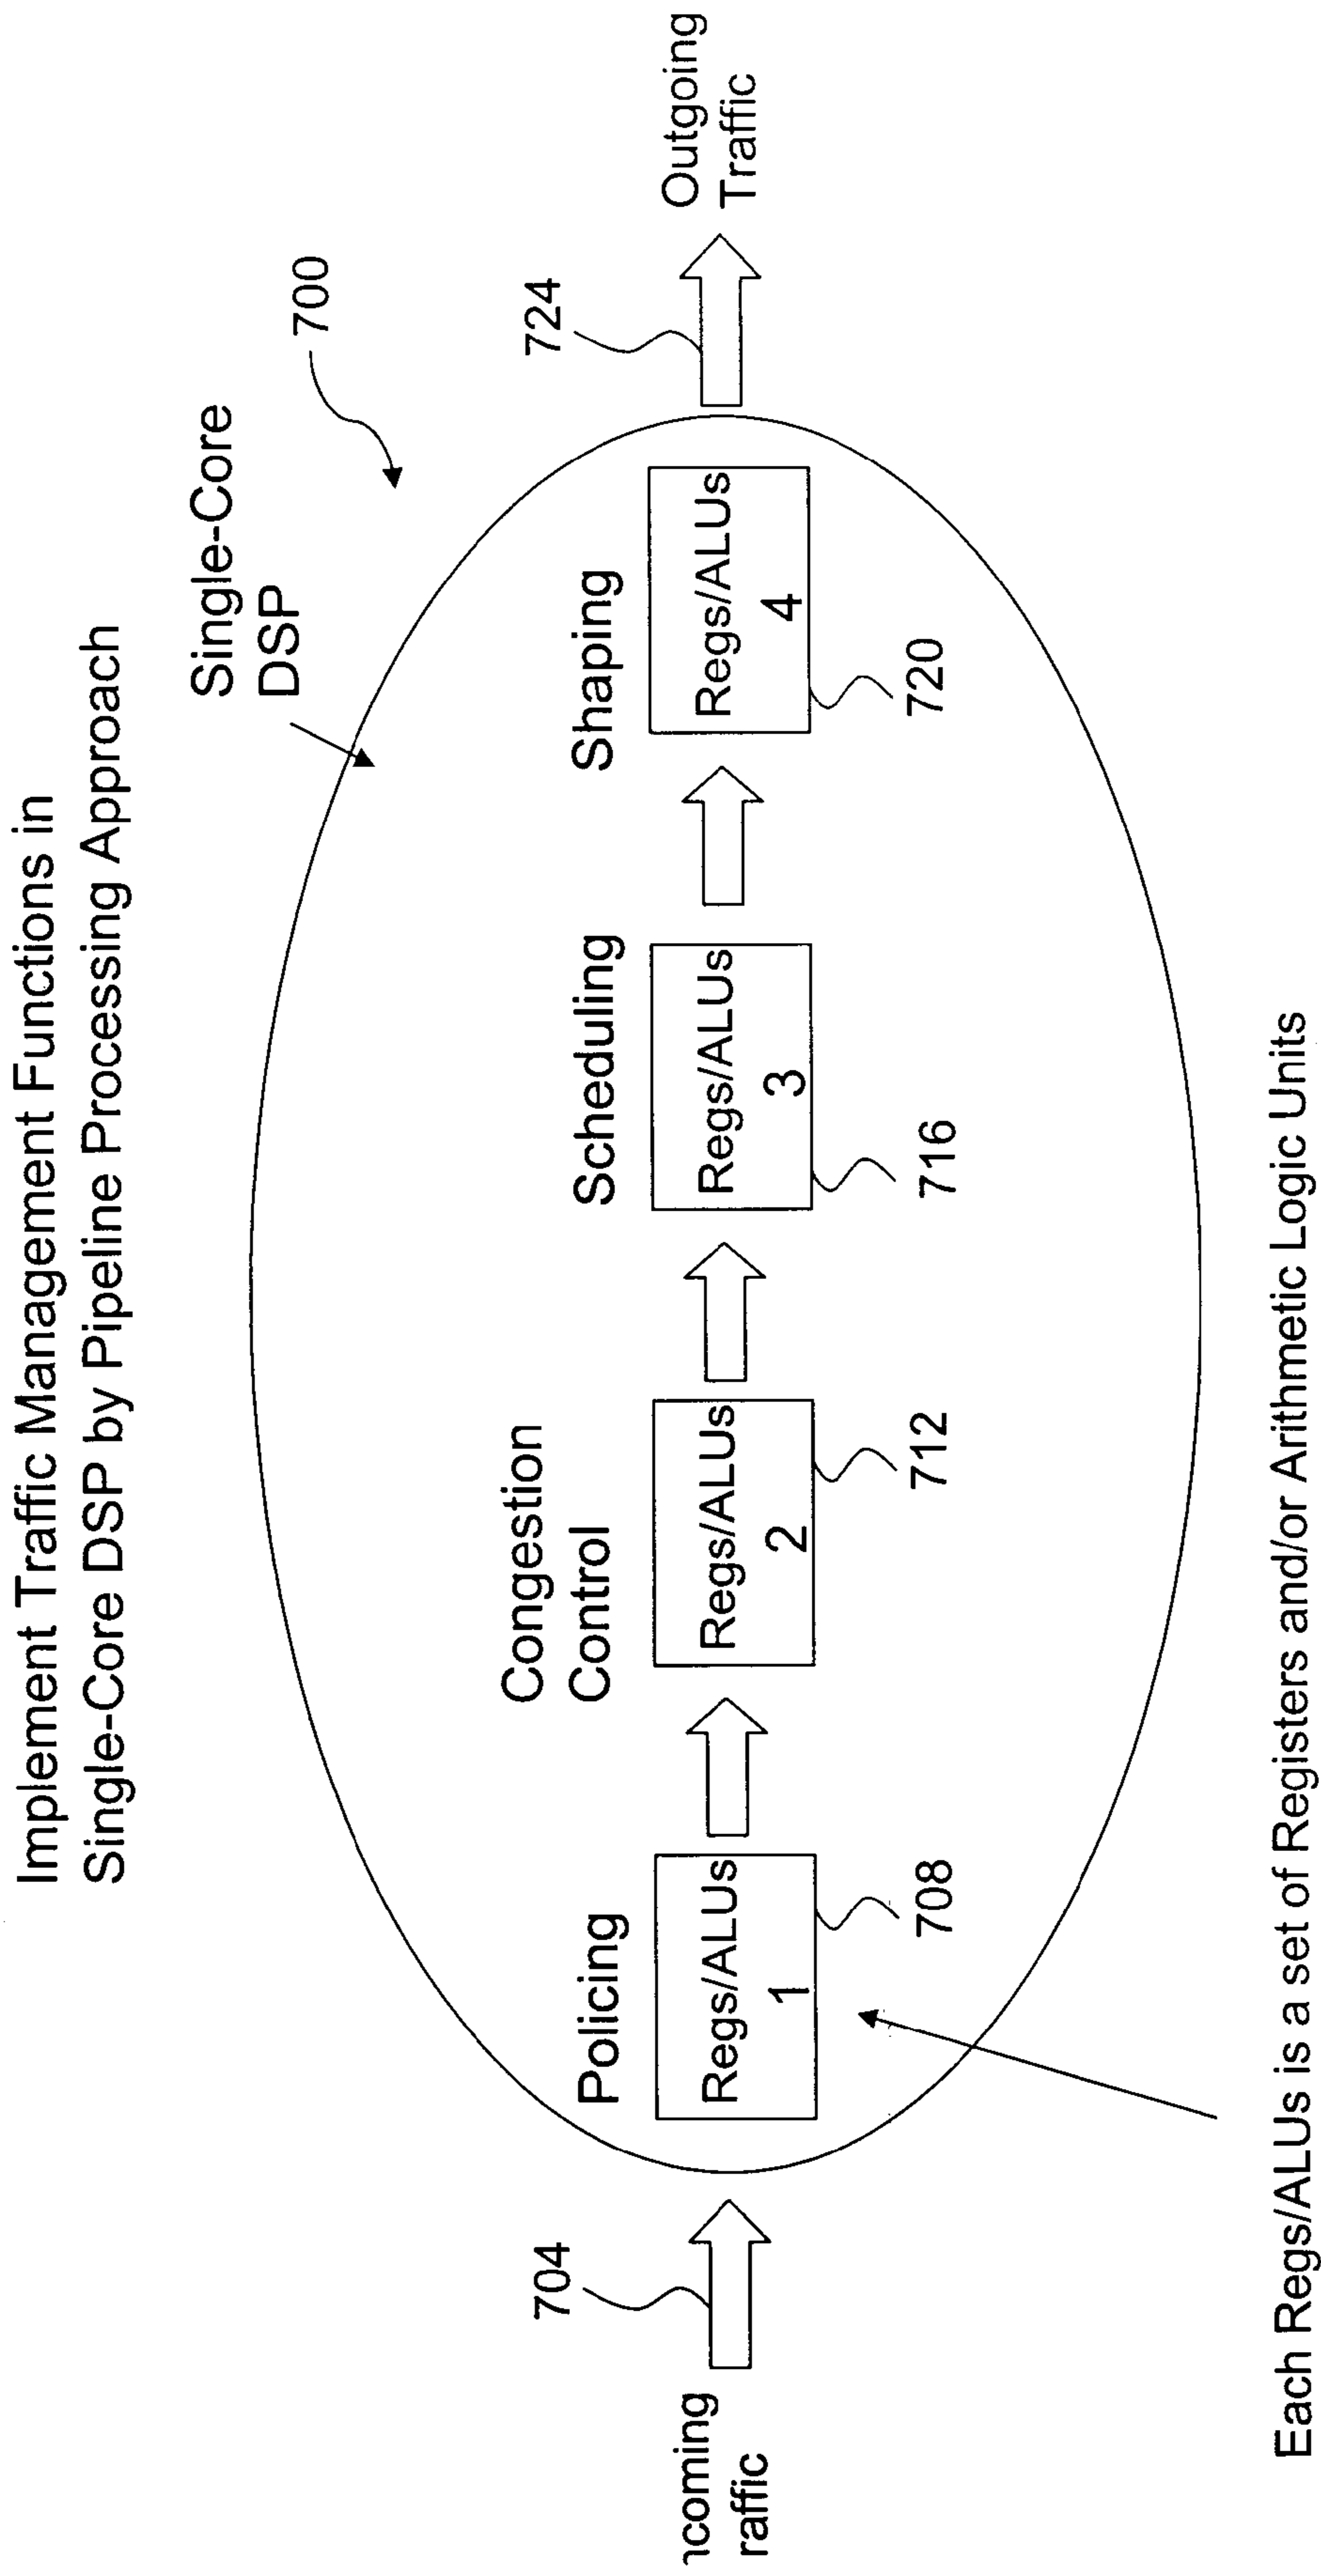 Implement Traffic Management Functions in
Single-Core DSP by Pipeline Processing Approach
Single-Core
DSP
700
704
Policing
Regs/ALUs
1
708
Congestion
Control
Regs/ALUs
2
712
Scheduling
Regs/ALUs
3
716
Shaping
Regs/ALUs
4
720
724
Outgoing
Traffic
Each Regs/ALUs is a set of Registers and/or Arithmetic Logic Units